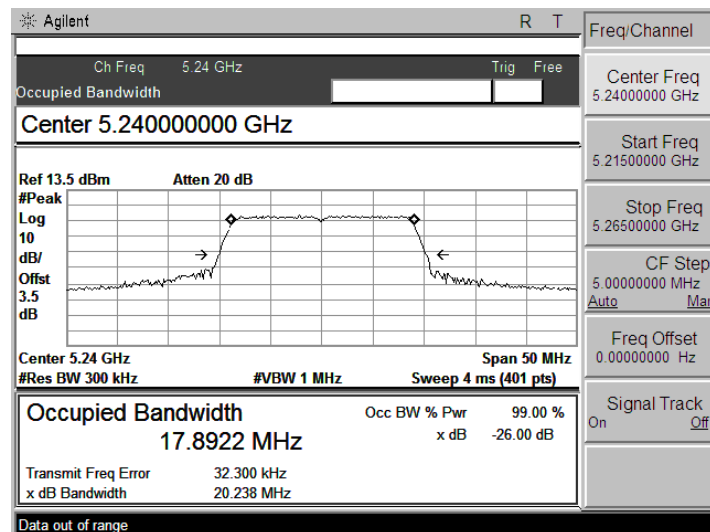 Agilent R T
Ch Freq 5.24 GHz Trig Free
Occupied Bandwidth
Center 5.240000000 GHz
Ref 13.5 dBm Atten 20 dB
#Peak
Log
10
dB/
Offst
3.5
dB
Center 5.24 GHz Span 50 MHz
#Res BW 300 kHz #VBW 1 MHz Sweep 4 ms (401 pts)
Occupied Bandwidth Occ BW % Pwr 99.00 %
17.8922 MHz x dB -26.00 dB
Transmit Freq Error 32.300 kHz
x dB Bandwidth 20.238 MHz
Data out of range
Freq/Channel
Center Freq
5.24000000 GHz
Start Freq
5.21500000 GHz
Stop Freq
5.26500000 GHz
CF Step
5.00000000 MHz
Auto Man
Freq Offset
0.00000000 Hz
Signal Track
On Off